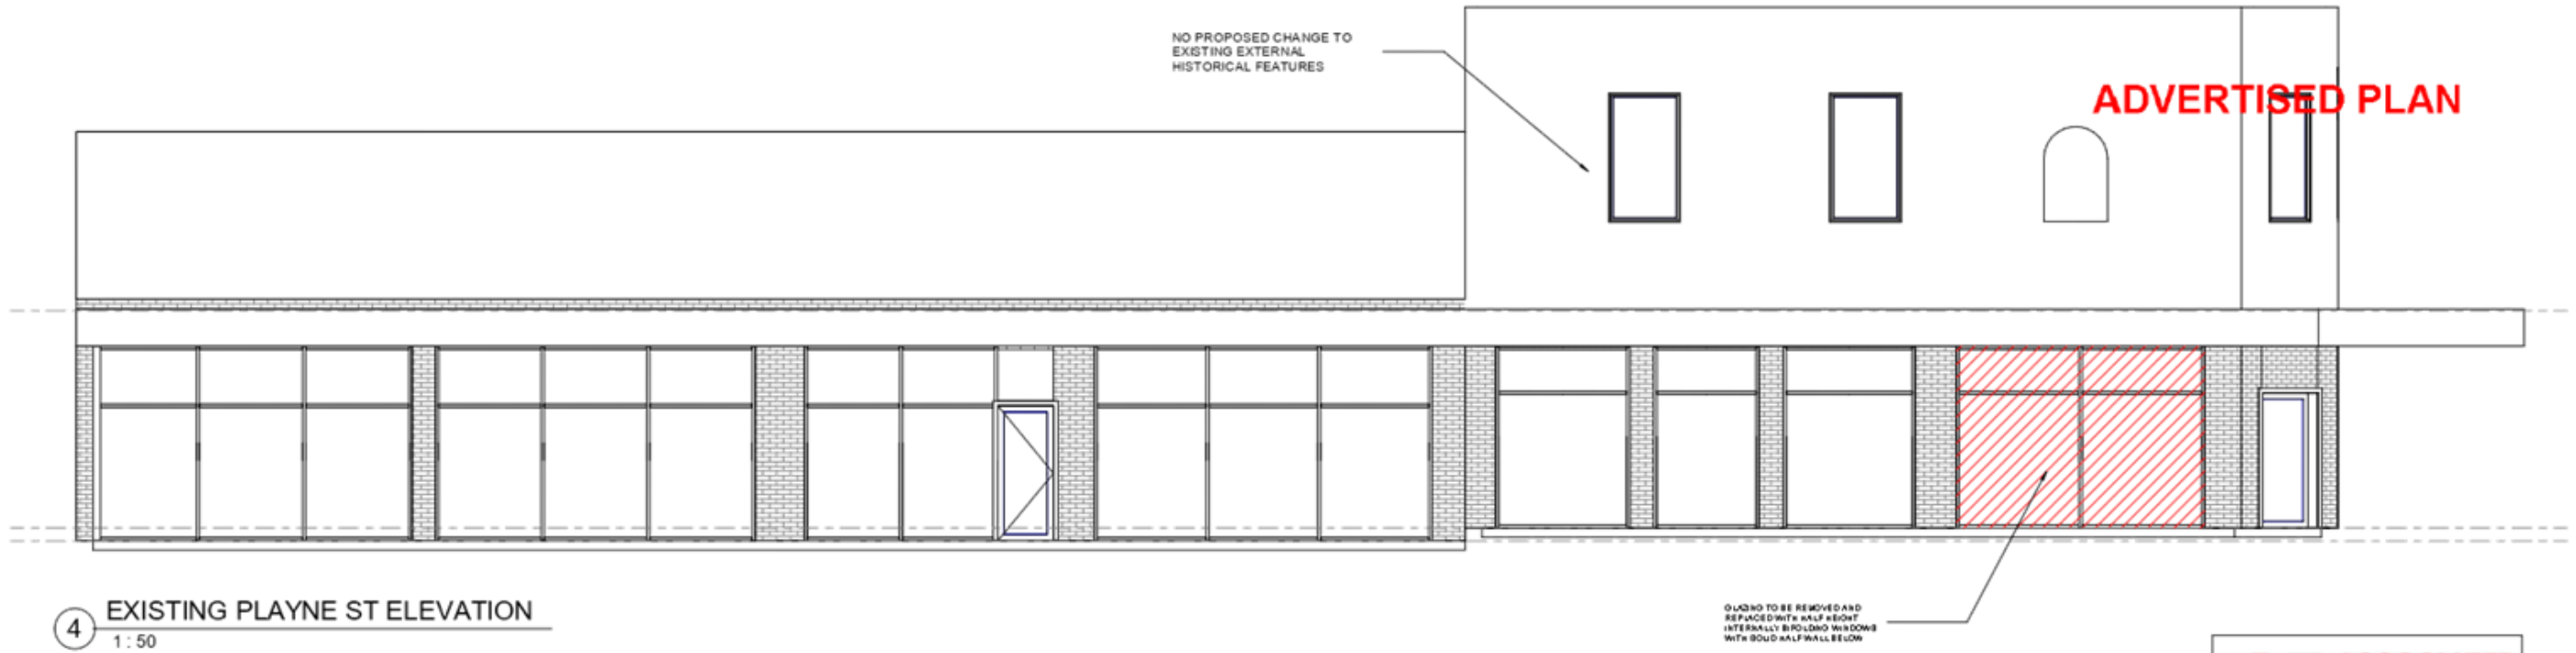 NO PROPOSED CHANGE TO
EXISTING EXTERNAL
HISTORICAL FEATURES
ADVERTISED PLAN
GLAZING TO BE REMOVED AND
REPLACED WITH HALF HEIGHT
INTERNALLY BIFOLDING WINDOWS
WITH SOLID HALF WALL BELOW
4 EXISTING PLAYNE ST ELEVATION
1 : 50